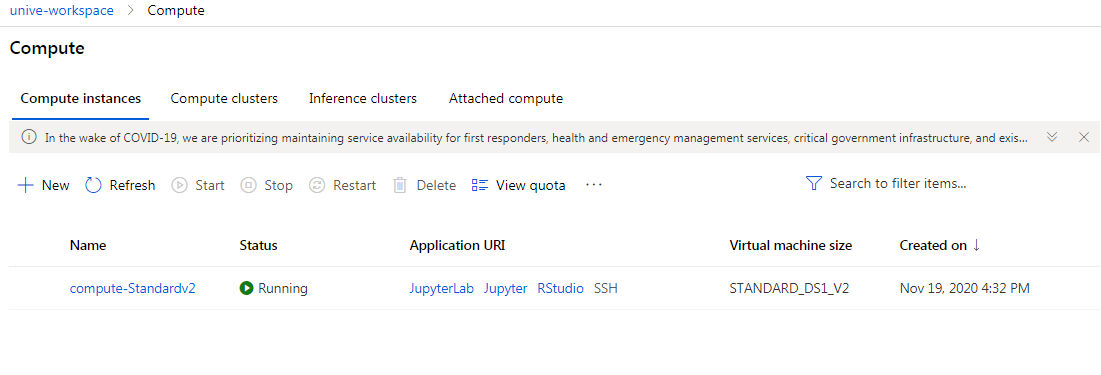 unive-workspace > Compute
Compute
Compute instances Compute clusters Inference clusters Attached compute
In the wake of COVID-19, we are prioritizing maintaining service availability for first responders, health and emergency management services, critical government infrastructure, and exis...
New Refresh Start Stop Restart Delete View quota ... Search to filter items...
Name Status Application URI Virtual machine size Created on ↓
compute-Standardv2 Running JupyterLab Jupyter RStudio SSH STANDARD_DS1_V2 Nov 19, 2020 4:32 PM